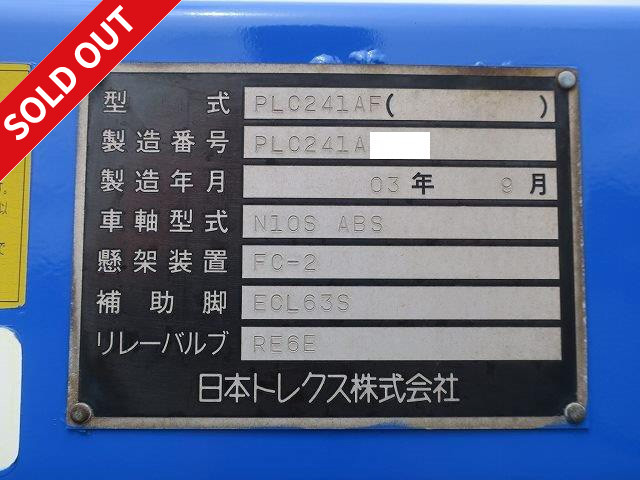 SOLD OUT
型式 PLC241AF( )
製造番号 PLC241A
製造年月 03年 9月
車軸型式 N10S ABS
懸架装置 FC-2
補助脚 ECL63S
リレーバルブ RE6E
日本トレクス株式会社